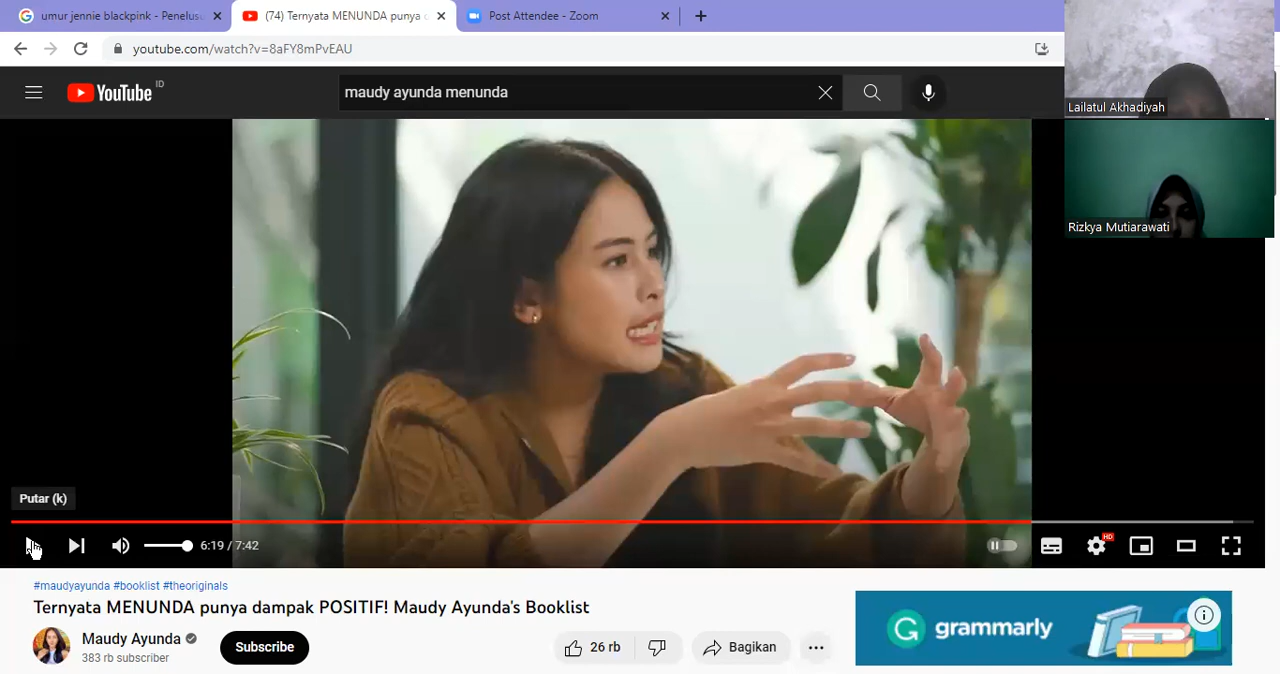 umur jennie blackpink - Penelusu
(74) Ternyata MENUNDA punya d
Post Attendee - Zoom
youtube.com/watch?v=8aFY8mPvEAU
YouTube ID
maudy ayunda menunda
Lailatul Akhadiyah
Rizkya Mutiarawati
Putar (k)
6:19 / 7:42
HD
#maudyayunda #booklist #theoriginals
Ternyata MENUNDA punya dampak POSITIF! Maudy Ayunda's Booklist
Maudy Ayunda
383 rb subscriber
Subscribe
26 rb
Bagikan
grammarly